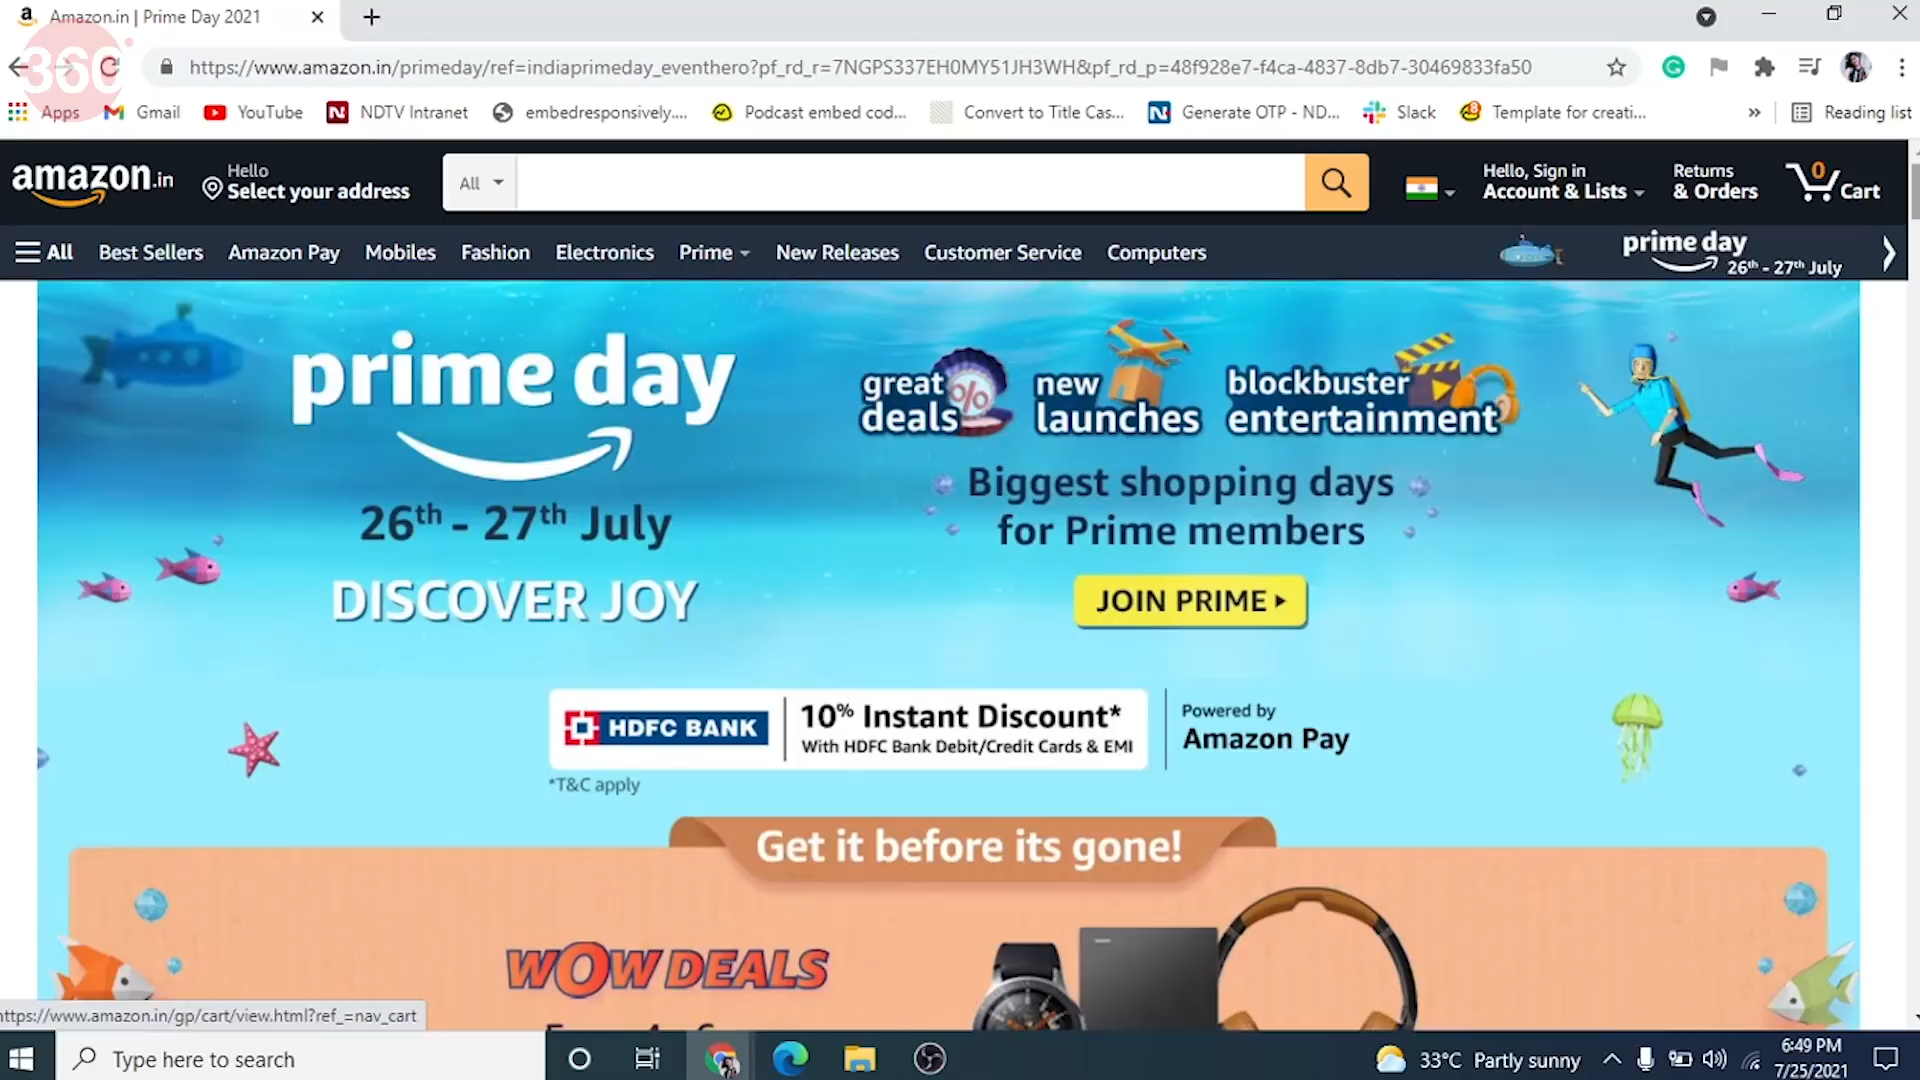 Amazon.in | Prime Day 2021
360
https://www.amazon.in/primeday/ref=indiaprimeday_eventhero?pf_rd_r=7NGPS337EH0MY51JH3WH&pf_rd_p=48f928e7-f4ca-4837-8db7-30469833fa50
Apps Gmail YouTube NDTV Intranet embedresponsively.... Podcast embed cod... Convert to Title Cas... Generate OTP - ND... Slack Template for creati... » Reading list
amazon.in
Hello
Select your address
All
Hello, Sign in
Account & Lists
Returns
& Orders
0
Cart
All Best Sellers Amazon Pay Mobiles Fashion Electronics Prime New Releases Customer Service Computers
prime day
26th - 27th July
prime day
26th - 27th July
DISCOVER JOY
great
deals
%
new
launches
blockbuster
entertainment
Biggest shopping days
for Prime members
JOIN PRIME
HDFC BANK
10% Instant Discount*
With HDFC Bank Debit/Credit Cards & EMI
Powered by
Amazon Pay
*T&C apply
Get it before its gone!
WOW DEALS
https://www.amazon.in/gp/cart/view.html?ref_=nav_cart
Type here to search
33°C Partly sunny
6:49 PM
7/25/2021